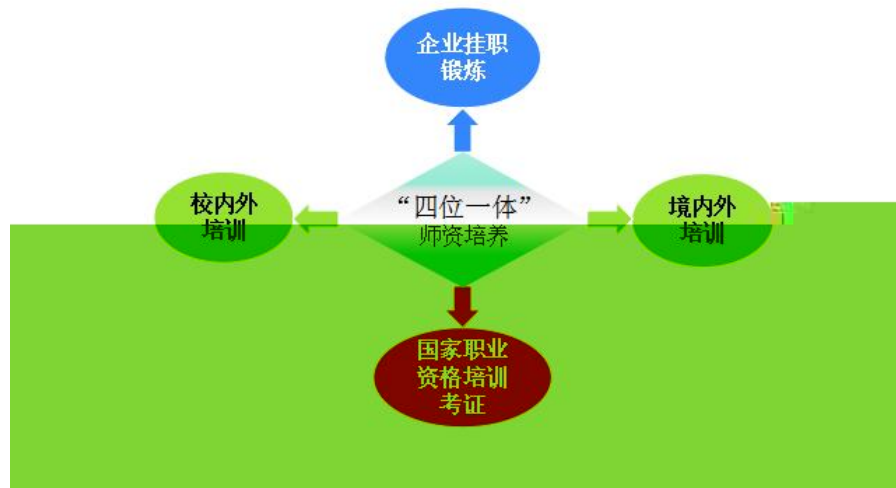 企业挂职
锻炼
校内外
培训
“四位一体”
师资培养
境内外
培训
国家职业
资格培训
考证